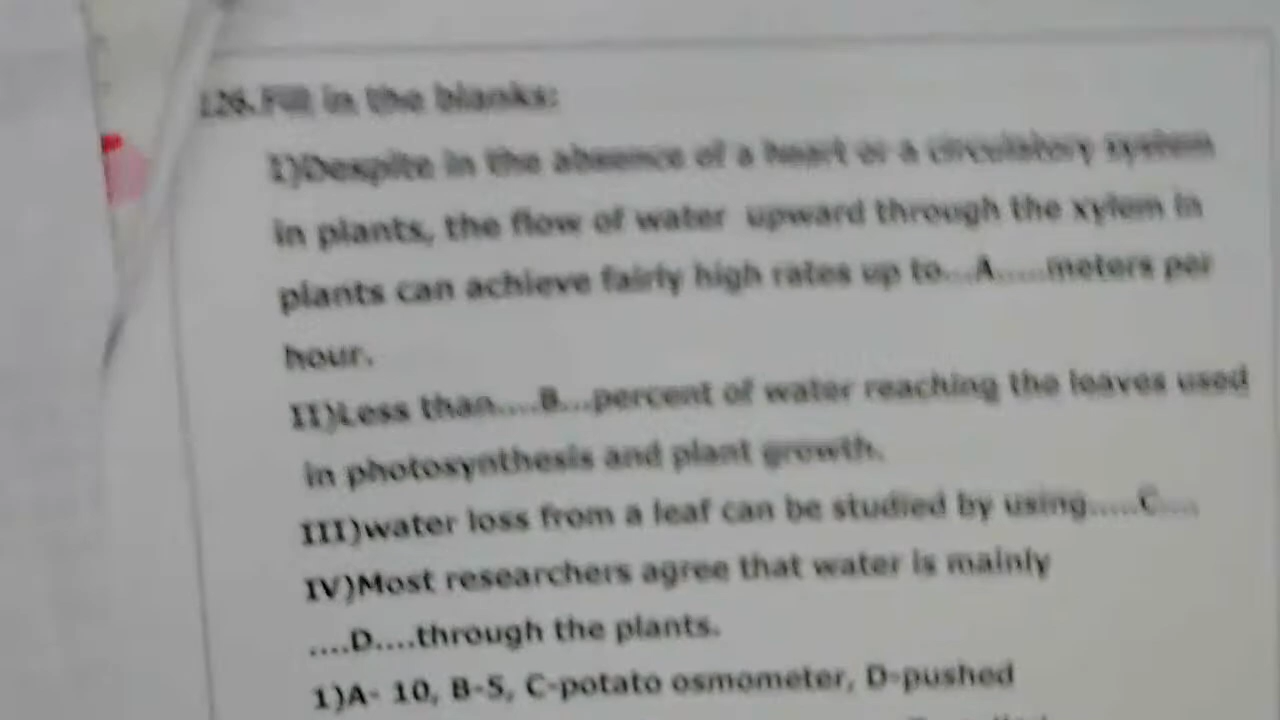 126.Fill in the blanks:
I)Despite in the absence of a heart or a circulatory system
in plants, the flow of water upward through the xylem in
plants can achieve fairly high rates up to...A.....meters per
hour.
II)Less than....B...percent of water reaching the leaves used
in photosynthesis and plant growth.
III)water loss from a leaf can be studied by using.....C....
IV)Most researchers agree that water is mainly
....D....through the plants.
1)A- 10, B-5, C-potato osmometer, D-pushed